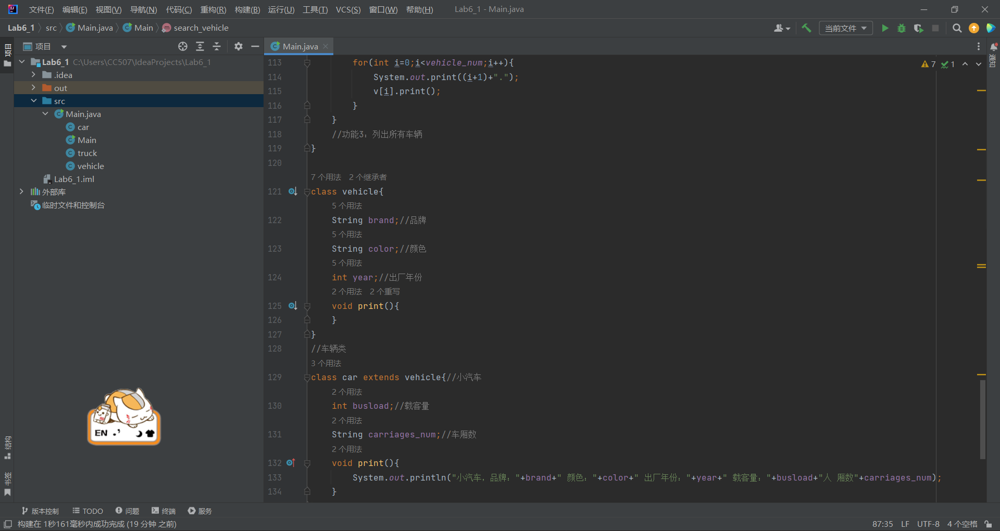 文件(F) 编辑(E) 视图(V) 导航(N) 代码(C) 重构(R) 构建(B) 运行(U) 工具(T) VCS(S) 窗口(W) 帮助(H) Lab6_1 - Main.java
Lab6_1 src Main.java Main search_vehicle 当前文件
项目
项目
Main.java
通知
Lab6_1 C:\Users\CC507\IdeaProjects\Lab6_1
.idea
out
src
Main.java
car
Main
truck
vehicle
Lab6_1.iml
外部库
临时文件和控制台
EN
7 1
113 for(int i=0;i<vehicle_num;i++){
114 System.out.print((i+1)+".");
115 v[i].print();
116 }
117 }
118 //功能3：列出所有车辆
119 }
120
7 个用法 2 个继承者
121 class vehicle{
5 个用法
122 String brand;//品牌
5 个用法
123 String color;//颜色
5 个用法
124 int year;//出厂年份
2 个用法 2 个重写
125 void print(){
126 }
127 }
128 //车辆类
3 个用法
129 class car extends vehicle{//小汽车
2 个用法
130 int busload;//载客量
2 个用法
131 String carriages_num;//车厢数
2 个用法
132 void print(){
133 System.out.println("小汽车，品牌："+brand+" 颜色："+color+" 出厂年份："+year+" 载客量："+busload+"人 厢数"+carriages_num);
134 }
结构
书签
版本控制 TODO 问题 终端 服务
构建在 1秒161毫秒内成功完成 (19 分钟 之前) 87:35 LF UTF-8 4 个空格